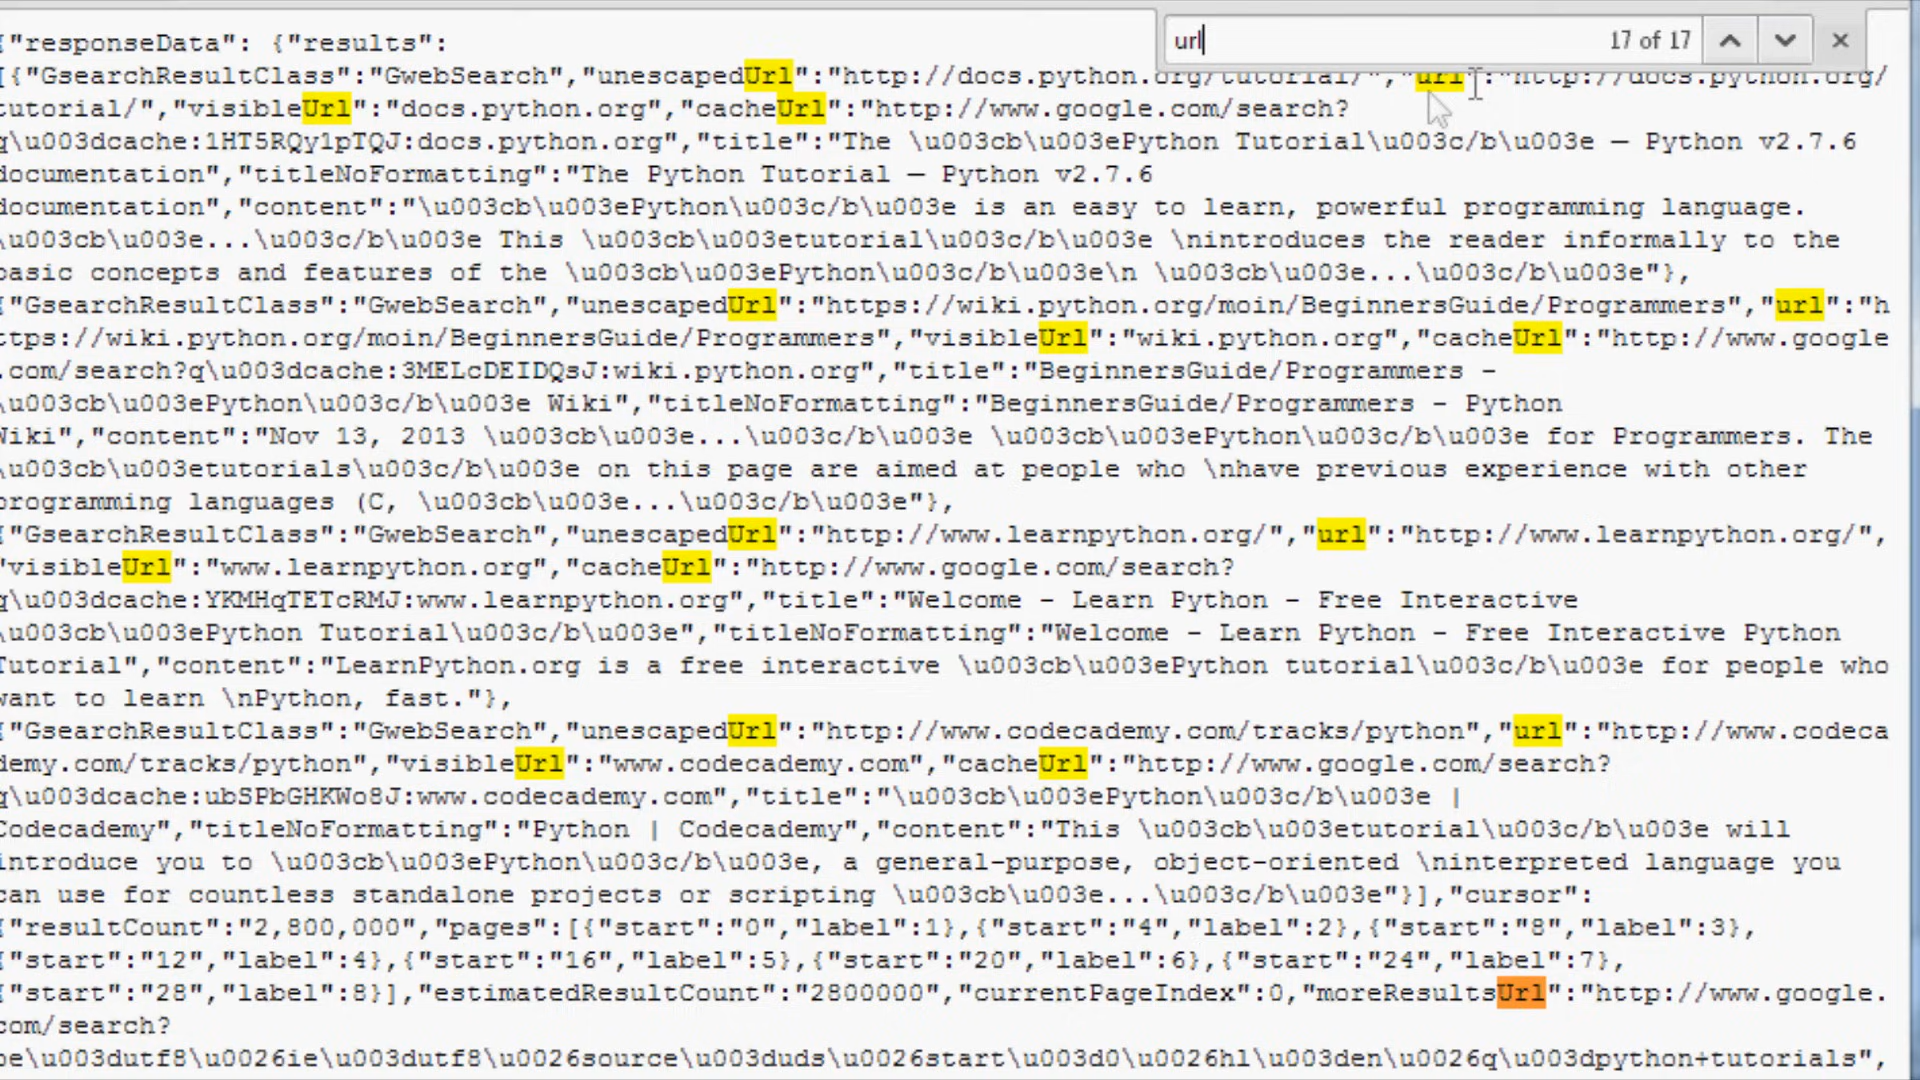 url
17 of 17
{"responseData": {"results":
[{"GsearchResultClass":"GwebSearch","unescapedUrl":"http://docs.python.org/tutorial/","url":"http://docs.python.org/
tutorial/","visibleUrl":"docs.python.org","cacheUrl":"http://www.google.com/search?
q\u003dcache:1HT5RQy1pTQJ:docs.python.org","title":"The \u003cb\u003ePython Tutorial\u003c/b\u003e — Python v2.7.6
documentation","titleNoFormatting":"The Python Tutorial — Python v2.7.6
documentation","content":"\u003cb\u003ePython\u003c/b\u003e is an easy to learn, powerful programming language.
\u003cb\u003e...\u003c/b\u003e This \u003cb\u003etutorial\u003c/b\u003e \nintroduces the reader informally to the
basic concepts and features of the \u003cb\u003ePython\u003c/b\u003e\n \u003cb\u003e...\u003c/b\u003e"},
{"GsearchResultClass":"GwebSearch","unescapedUrl":"https://wiki.python.org/moin/BeginnersGuide/Programmers","url":"h
ttps://wiki.python.org/moin/BeginnersGuide/Programmers","visibleUrl":"wiki.python.org","cacheUrl":"http://www.google
.com/search?q\u003dcache:3MELcDEIDQsJ:wiki.python.org","title":"BeginnersGuide/Programmers -
\u003cb\u003ePython\u003c/b\u003e Wiki","titleNoFormatting":"BeginnersGuide/Programmers - Python
Wiki","content":"Nov 13, 2013 \u003cb\u003e...\u003c/b\u003e \u003cb\u003ePython\u003c/b\u003e for Programmers. The
\u003cb\u003etutorials\u003c/b\u003e on this page are aimed at people who \nhave previous experience with other
programming languages (C, \u003cb\u003e...\u003c/b\u003e"},
{"GsearchResultClass":"GwebSearch","unescapedUrl":"http://www.learnpython.org/","url":"http://www.learnpython.org/",
"visibleUrl":"www.learnpython.org","cacheUrl":"http://www.google.com/search?
q\u003dcache:YKMHqTETcRMJ:www.learnpython.org","title":"Welcome - Learn Python - Free Interactive
\u003cb\u003ePython Tutorial\u003c/b\u003e","titleNoFormatting":"Welcome - Learn Python - Free Interactive Python
Tutorial","content":"LearnPython.org is a free interactive \u003cb\u003ePython tutorial\u003c/b\u003e for people who
want to learn \nPython, fast."},
{"GsearchResultClass":"GwebSearch","unescapedUrl":"http://www.codecademy.com/tracks/python","url":"http://www.codeca
demy.com/tracks/python","visibleUrl":"www.codecademy.com","cacheUrl":"http://www.google.com/search?
q\u003dcache:ubSPbGHKWo8J:www.codecademy.com","title":"\u003cb\u003ePython\u003c/b\u003e |
Codecademy","titleNoFormatting":"Python | Codecademy","content":"This \u003cb\u003etutorial\u003c/b\u003e will
introduce you to \u003cb\u003ePython\u003c/b\u003e, a general-purpose, object-oriented \ninterpreted language you
can use for countless standalone projects or scripting \u003cb\u003e...\u003c/b\u003e"}],"cursor":
{"resultCount":"2,800,000","pages":[{"start":"0","label":1},{"start":"4","label":2},{"start":"8","label":3},
{"start":"12","label":4},{"start":"16","label":5},{"start":"20","label":6},{"start":"24","label":7},
{"start":"28","label":8}],"estimatedResultCount":"2800000","currentPageIndex":0,"moreResultsUrl":"http://www.google.
com/search?
oe\u003dutf8\u0026ie\u003dutf8\u0026source\u003duds\u0026start\u003d0\u0026hl\u003den\u0026q\u003dpython+tutorials",